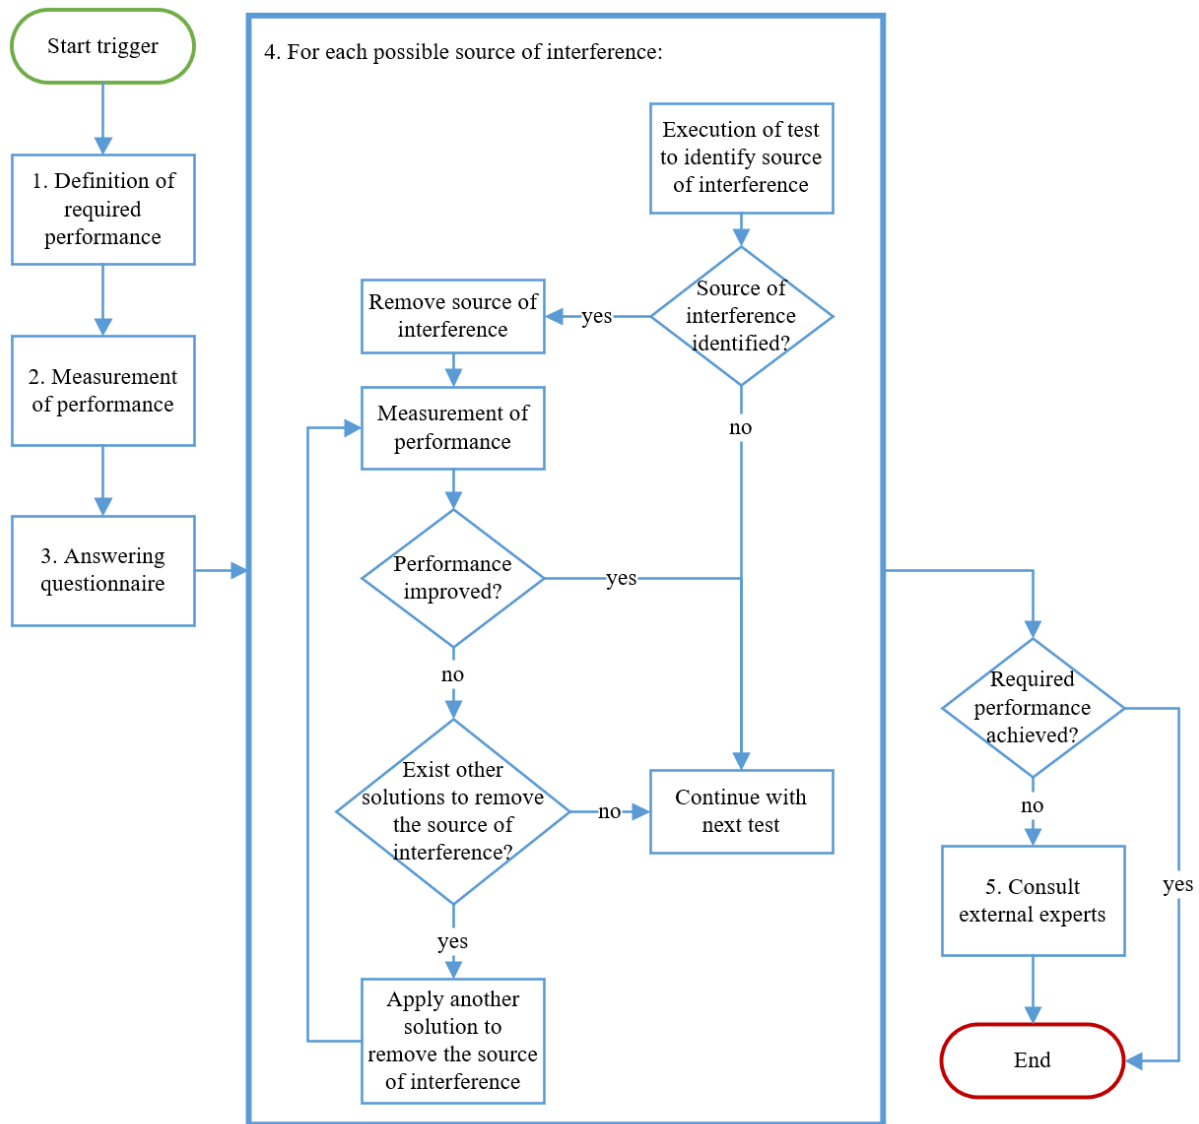 Start trigger
1. Definition of
required
performance
2. Measurement
of performance
3. Answering
questionnaire
4. For each possible source of interference:
Execution of test
to identify source
of interference
Source of
interference
identified?
yes
no
Remove source of
interference
Measurement of
performance
Performance
improved?
yes
no
Exist other
solutions to remove
the source of
interference?
no
yes
Continue with
next test
Apply another
solution to
remove the source
of interference
Required
performance
achieved?
no
yes
5. Consult
external experts
End